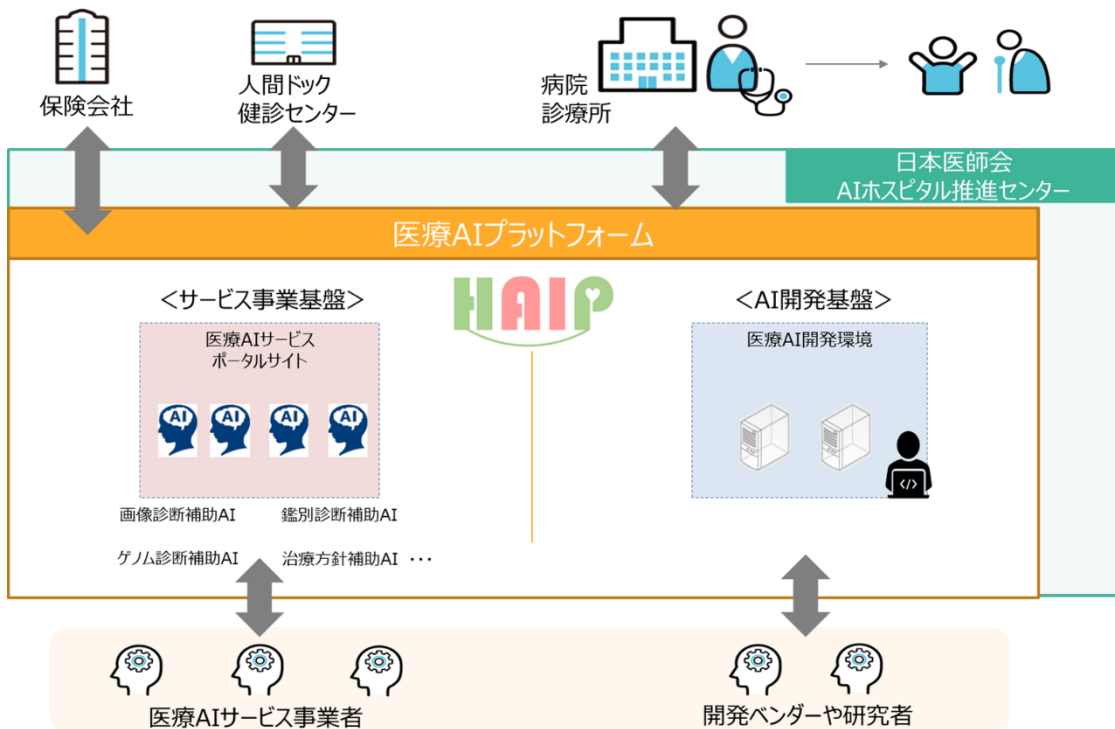 保険会社
人間ドック
健診センター
病院
診療所
日本医師会
AIホスピタル推進センター
医療AIプラットフォーム
HAIP
＜サービス事業基盤＞
医療AIサービス
ポータルサイト
AI
AI
AI
AI
画像診断補助AI
鑑別診断補助AI
ゲノム診断補助AI
治療方針補助AI ・・・
＜AI開発基盤＞
医療AI開発環境
</>
医療AIサービス事業者
開発ベンダーや研究者